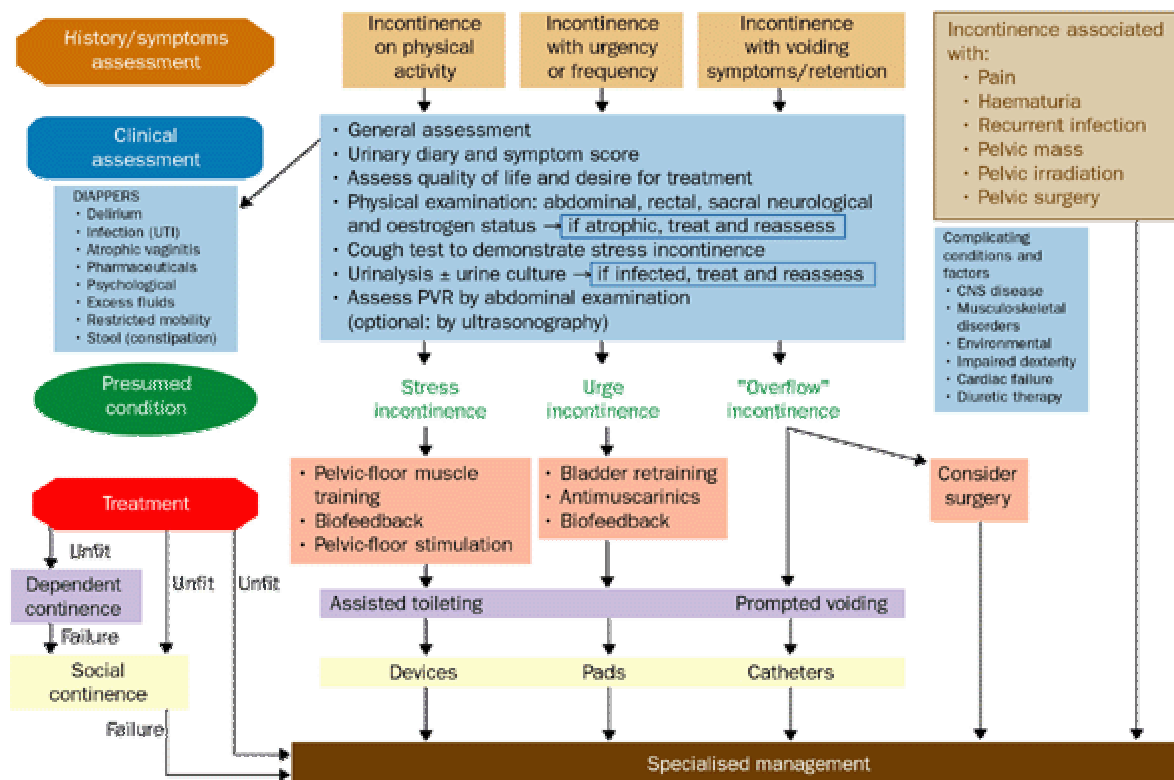 History/symptoms
assessment
Incontinence
on physical
activity
Incontinence
with urgency
or frequency
Incontinence
with voiding
symptoms/retention
Incontinence associated
with:
• Pain
• Haematuria
• Recurrent infection
• Pelvic mass
• Pelvic irradiation
• Pelvic surgery
Clinical
assessment
• General assessment
• Urinary diary and symptom score
• Assess quality of life and desire for treatment
• Physical examination: abdominal, rectal, sacral neurological
and oestrogen status → if atrophic, treat and reassess
• Cough test to demonstrate stress incontinence
• Urinalysis ± urine culture → if infected, treat and reassess
• Assess PVR by abdominal examination
(optional: by ultrasonography)
DIAPPERS
• Delirium
• Infection (UTI)
• Atrophic vaginitis
• Pharmaceuticals
• Psychological
• Excess fluids
• Restricted mobility
• Stool (constipation)
Complicating
conditions and
factors
• CNS disease
• Musculoskeletal
disorders
• Environmental
• Impaired dexterity
• Cardiac failure
• Diuretic therapy
Presumed
condition
Stress
incontinence
Urge
incontinence
"Overflow"
incontinence
Treatment
• Pelvic-floor muscle
training
• Biofeedback
• Pelvic-floor stimulation
• Bladder retraining
• Antimuscarinics
• Biofeedback
Consider
surgery
Unfit
Unfit
Unfit
Dependent
continence
Failure
Assisted toileting
Prompted voiding
Social
continence
Devices
Pads
Catheters
Failure
Specialised management